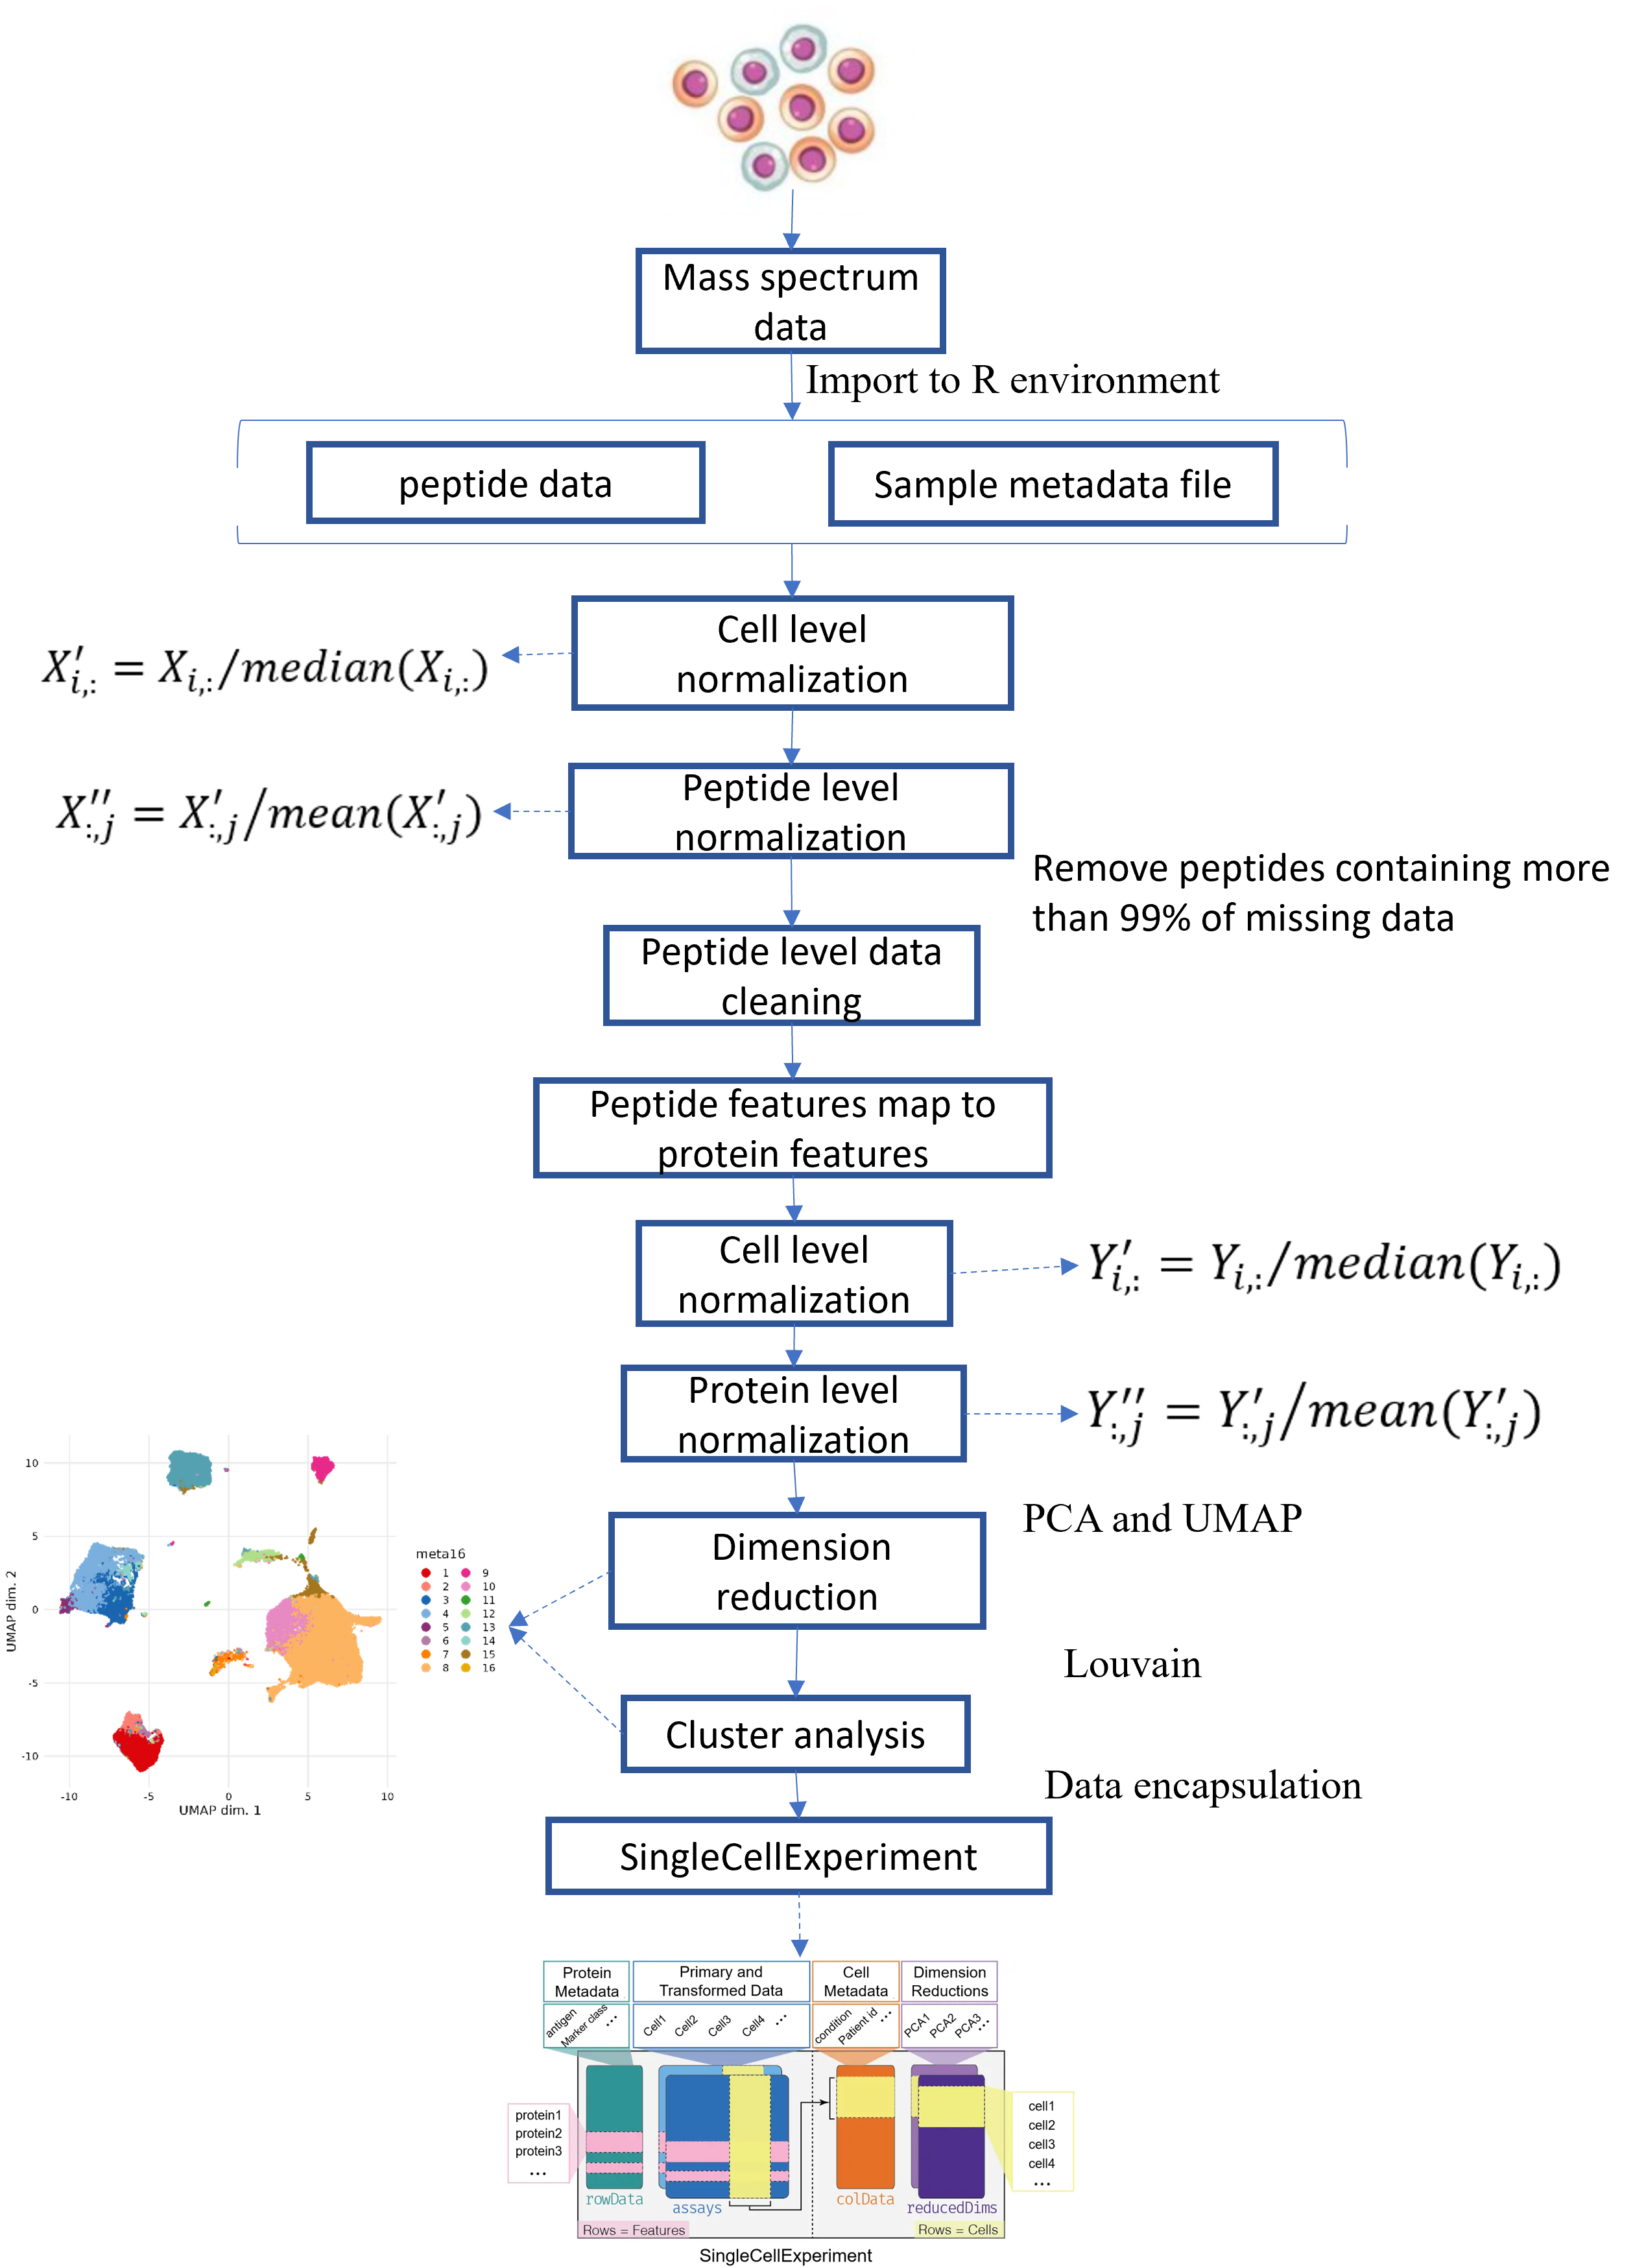 Mass spectrum
data
Import to R environment
peptide data
Sample metadata file
Cell level
normalization
X′i,: = Xi,:/median(Xi,:)
Peptide level
normalization
X′′:,j = X′:,j/mean(X′:,j)
Remove peptides containing more
than 99% of missing data
Peptide level data
cleaning
Peptide features map to
protein features
Cell level
normalization
Y′i,: = Yi,:/median(Yi,:)
Protein level
normalization
Y′′:,j = Y′:,j/mean(Y′:,j)
PCA and UMAP
Dimension
reduction
Louvain
Cluster analysis
Data encapsulation
SingleCellExperiment
10
5
0
-5
-10
UMAP dim. 2
-10 -5 0 5 10
UMAP dim. 1
meta16
1 9
2 10
3 11
4 12
5 13
6 14
7 15
8 16
Protein
Metadata
antigen
Marker class
...
Primary and
Transformed Data
Cell1
Cell2
Cell3
Cell4
...
Cell
Metadata
condition
Patient id
...
Dimension
Reductions
PCA1
PCA2
PCA3
...
protein1
protein2
protein3
...
cell1
cell2
cell3
cell4
...
rowData
assays
colData
reducedDims
Rows = Features
Rows = Cells
SingleCellExperiment